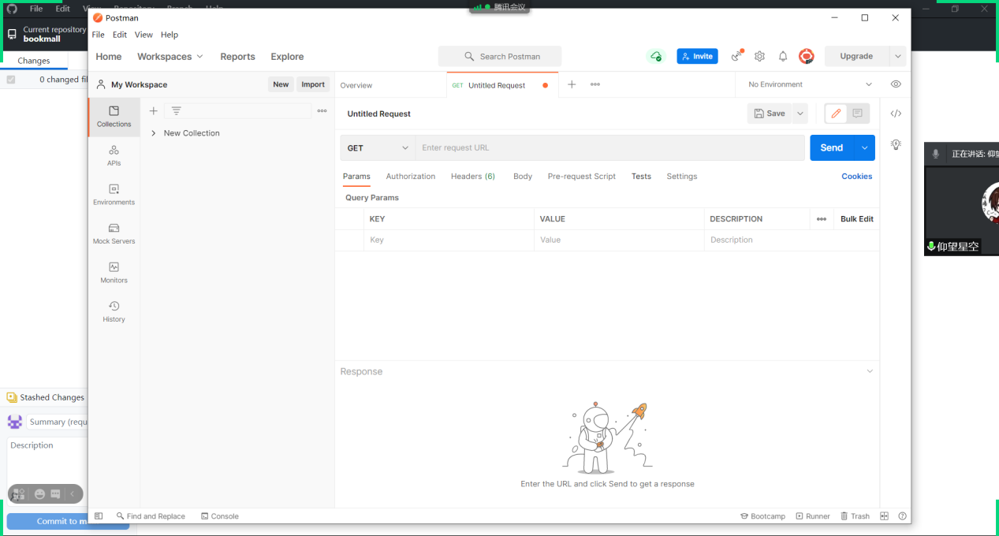 File Edit View Repository Branch Help
腾讯会议
Current repository
bookmall
Changes
0 changed fil
Postman
File Edit View Help
Home Workspaces Reports Explore
Search Postman
Invite
Upgrade
My Workspace
New Import
Overview
GET Untitled Request
No Environment
Collections
APIs
Environments
Mock Servers
Monitors
History
New Collection
Untitled Request
Save
GET
Enter request URL
Send
Params Authorization Headers (6) Body Pre-request Script Tests Settings
Cookies
Query Params
KEY VALUE DESCRIPTION
Bulk Edit
Key Value Description
Response
Enter the URL and click Send to get a response
Find and Replace Console
Bootcamp Runner Trash
正在讲话: 仰望
仰望星空
Stashed Changes
Summary (requ
Description
Commit to m